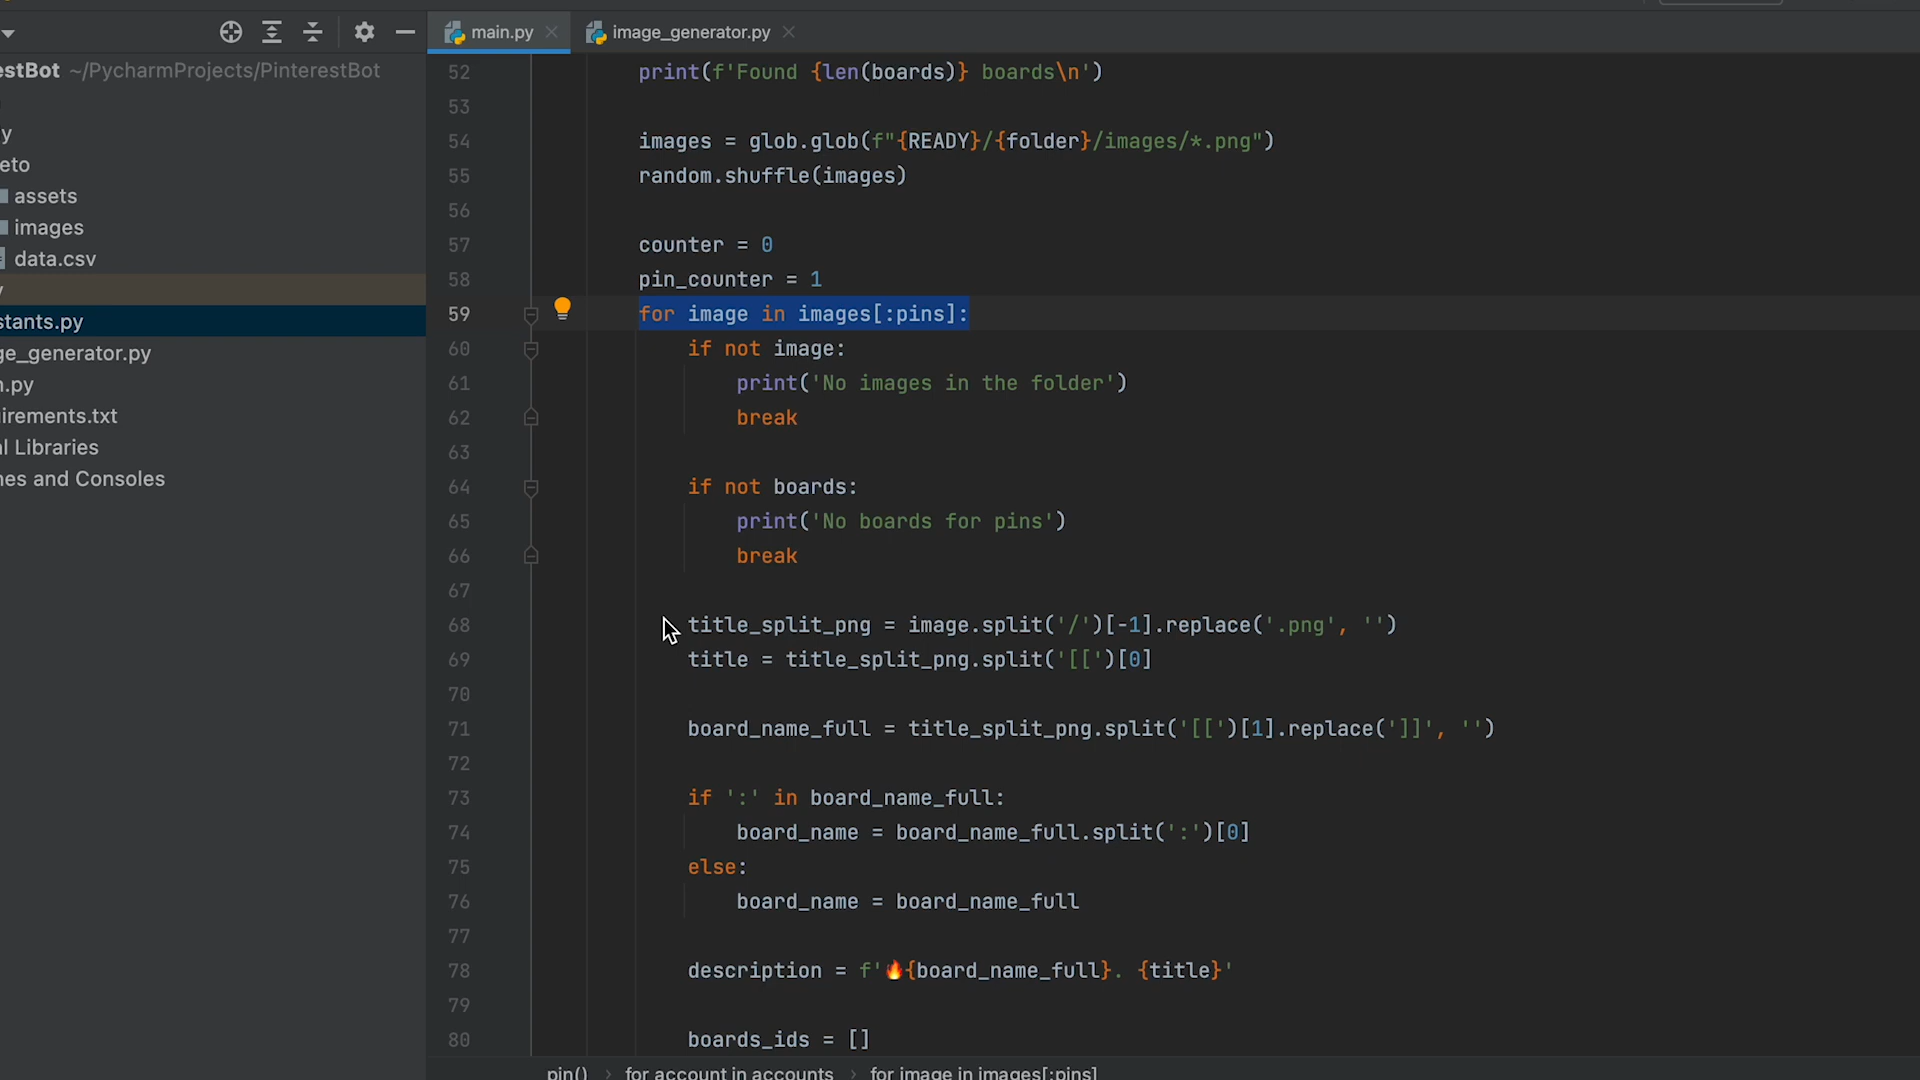 main.py
image_generator.py
estBot ~/PycharmProjects/PinterestBot
y
eto
assets
images
data.csv
stants.py
ge_generator.py
n.py
irements.txt
l Libraries
hes and Consoles
52 print(f'Found {len(boards)} boards\n')
53
54 images = glob.glob(f"{READY}/{folder}/images/*.png")
55 random.shuffle(images)
56
57 counter = 0
58 pin_counter = 1
59 for image in images[:pins]:
60 if not image:
61 print('No images in the folder')
62 break
63
64 if not boards:
65 print('No boards for pins')
66 break
67
68 title_split_png = image.split('/')[-1].replace('.png', '')
69 title = title_split_png.split('[[')[0]
70
71 board_name_full = title_split_png.split('[[')[1].replace(']]', '')
72
73 if ':' in board_name_full:
74 board_name = board_name_full.split(':')[0]
75 else:
76 board_name = board_name_full
77
78 description = f'🔥{board_name_full}. {title}'
79
80 boards_ids = []
pin() › for account in accounts › for image in images[:pins]